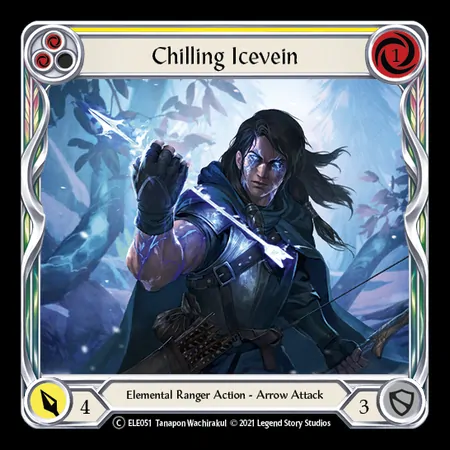 Chilling Icevein
1
4
Elemental Ranger Action - Arrow Attack
3
C ELE051 Tanapon Wachirakul © 2021 Legend Story Studios